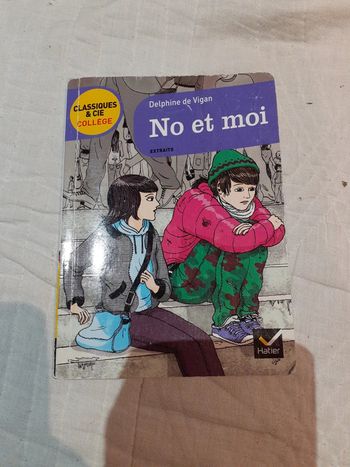 CLASSIQUES
& CIE
COLLÈGE
Delphine de Vigan
No et moi
EXTRAITS
Hatier